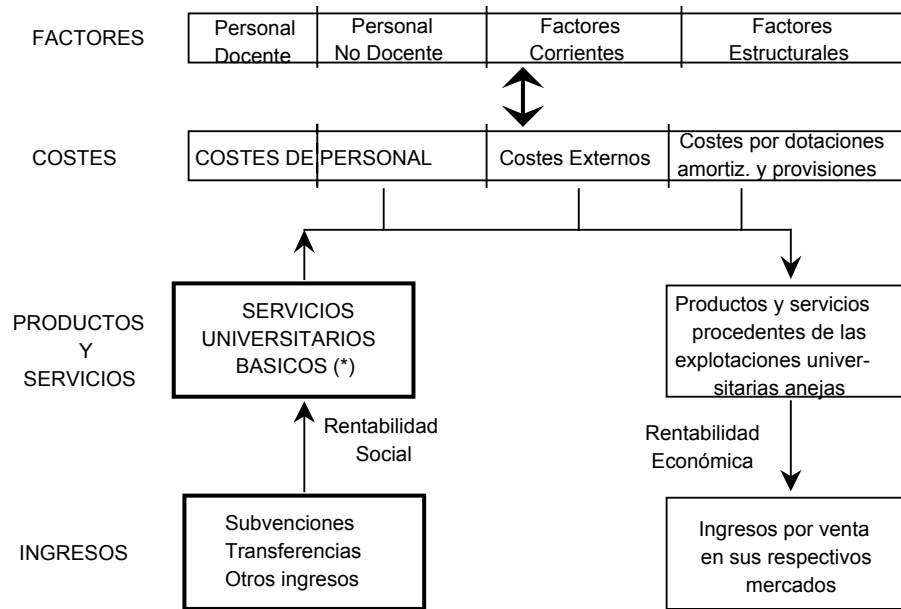 FACTORES
Personal
Docente
Personal
No Docente
Factores
Corrientes
Factores
Estructurales
COSTES
COSTES DE PERSONAL
Costes Externos
Costes por dotaciones
amortiz. y provisiones
PRODUCTOS
Y
SERVICIOS
SERVICIOS
UNIVERSITARIOS
BASICOS (*)
Productos y servicios
procedentes de las
explotaciones univer-
sitarias anejas
Rentabilidad
Social
Rentabilidad
Económica
INGRESOS
Subvenciones
Transferencias
Otros ingresos
Ingresos por venta
en sus respectivos
mercados